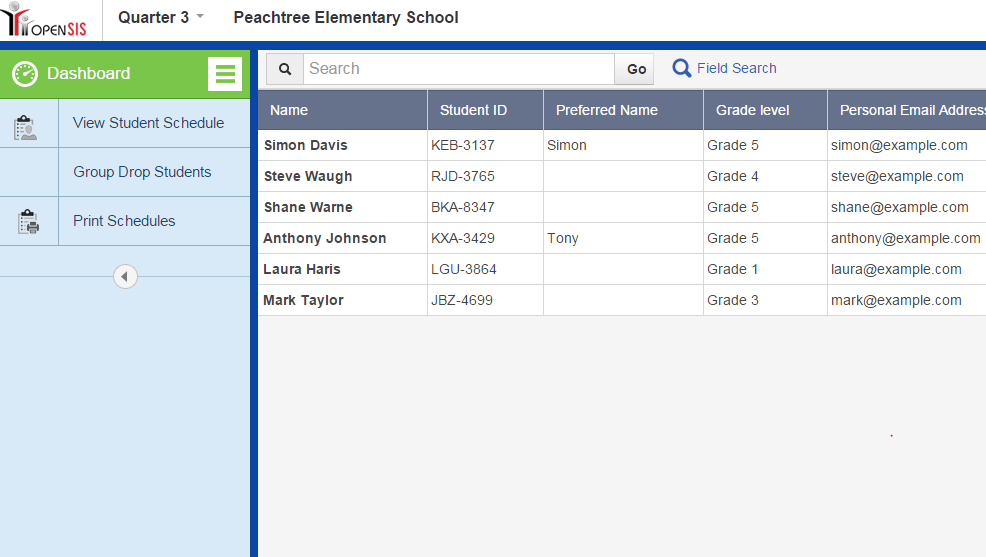 OPENSIS Quarter 3 Peachtree Elementary School
Dashboard
View Student Schedule
Group Drop Students
Print Schedules
Search Go Field Search
Name Student ID Preferred Name Grade level Personal Email Address
Simon Davis KEB-3137 Simon Grade 5 simon@example.com
Steve Waugh RJD-3765 Grade 4 steve@example.com
Shane Warne BKA-8347 Grade 5 shane@example.com
Anthony Johnson KXA-3429 Tony Grade 5 anthony@example.com
Laura Haris LGU-3864 Grade 1 laura@example.com
Mark Taylor JBZ-4699 Grade 3 mark@example.com